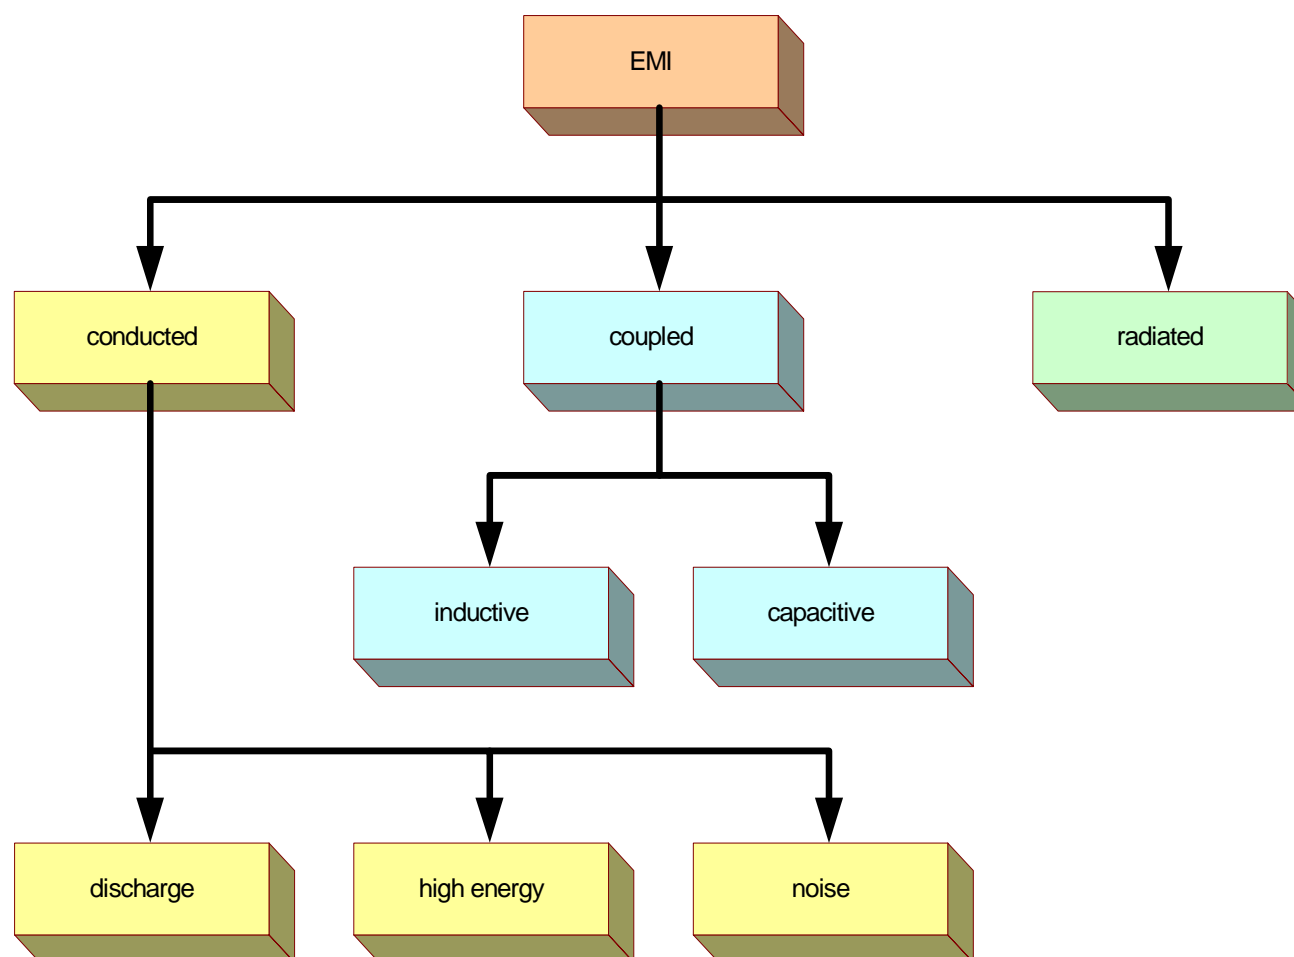 EMI
conducted
coupled
radiated
inductive
capacitive
discharge
high energy
noise